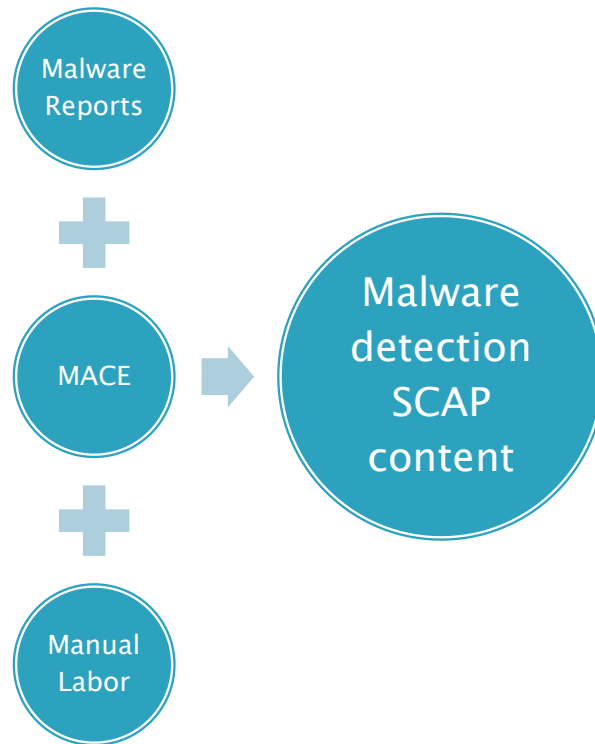 Malware
Reports
MACE
Manual
Labor
Malware
detection
SCAP
content